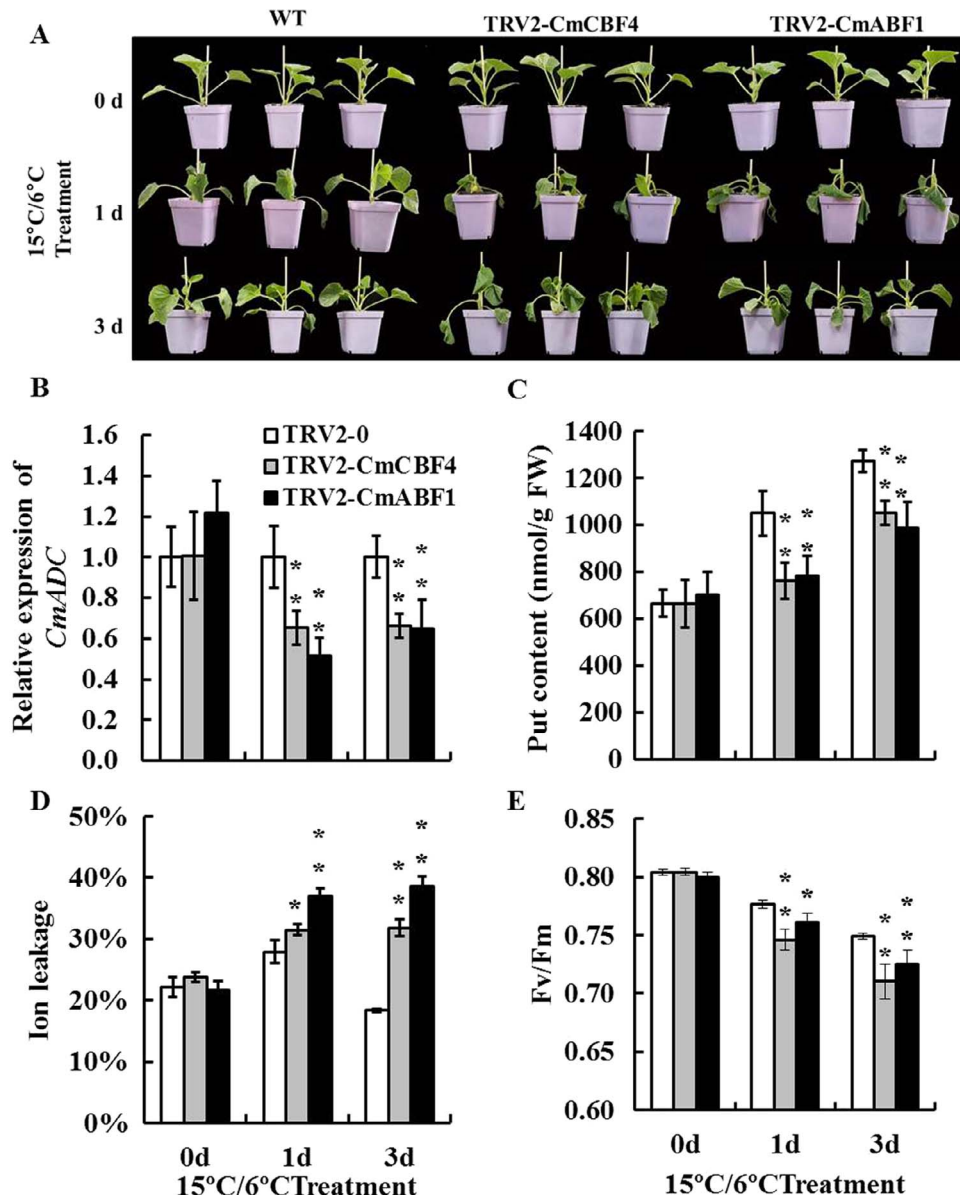 A
WT
TRV2-CmCBF4
TRV2-CmABF1
0 d
15°C/6°C
Treatment
1 d
3 d
B
Relative expression of
CmADC
1.6
1.4
1.2
1.0
0.8
0.6
0.4
0.2
0.0
TRV2-0
TRV2-CmCBF4
TRV2-CmABF1
* *
* *
* *
* *
C
Put content (nmol/g FW)
1400
1200
1000
800
600
400
200
0
* *
* *
* *
* *
D
Ion leakage
50%
40%
30%
20%
10%
0%
*
* *
* *
* *
0d
1d
3d
15°C/6°CTreatment
E
Fv/Fm
0.85
0.80
0.75
0.70
0.65
0.60
* *
*
* *
* *
0d
1d
3d
15°C/6°CTreatment